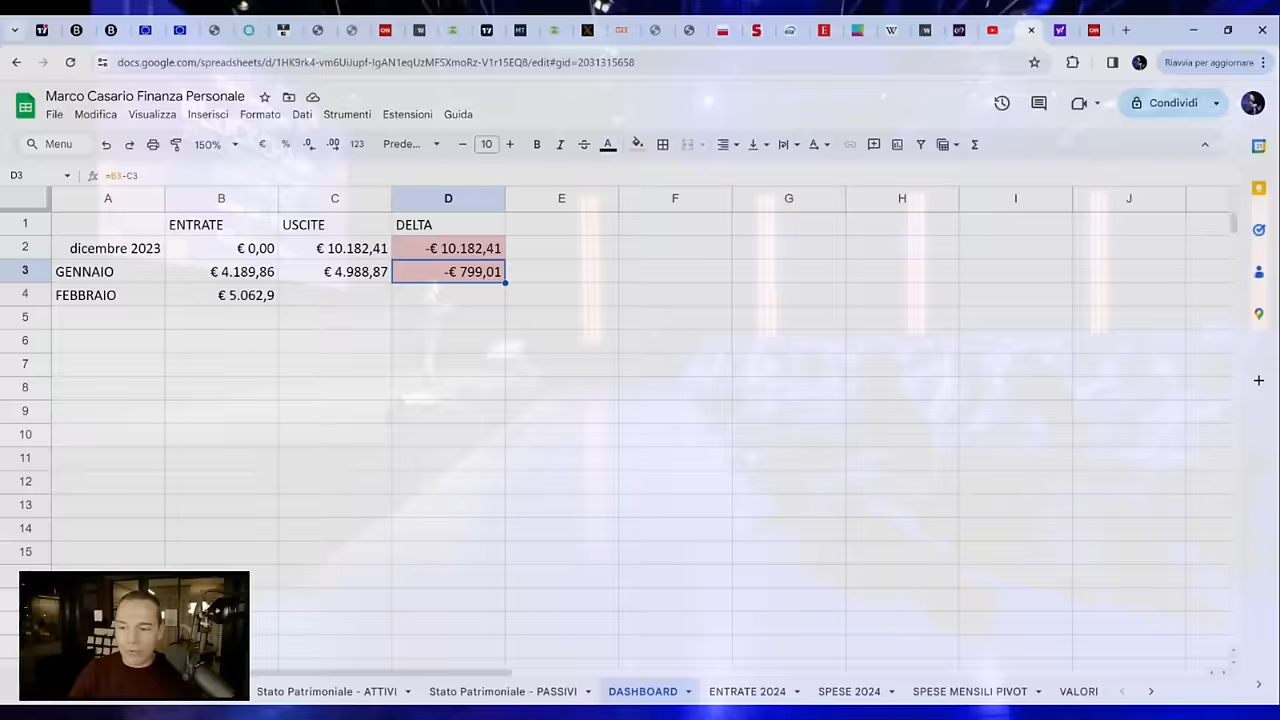 docs.google.com/spreadsheets/d/1HK9rk4-vm6UiJupf-IgAN1eqUzMFSXmoRz-V1r15EQ8/edit#gid=2031315658
Riavvia per aggiornare
Marco Casario Finanza Personale
File Modifica Visualizza Inserisci Formato Dati Strumenti Estensioni Guida
Condividi
Menu 150% € % .0 .00 123 Prede... 10 B I A
D3 fx =B3-C3
A B C D E F G H I J
1 ENTRATE USCITE DELTA
2 dicembre 2023 € 0,00 € 10.182,41 -€ 10.182,41
3 GENNAIO € 4.189,86 € 4.988,87 -€ 799,01
4 FEBBRAIO € 5.062,9
5
6
7
8
9
10
11
12
13
14
15
Stato Patrimoniale - ATTIVI Stato Patrimoniale - PASSIVI DASHBOARD ENTRATE 2024 SPESE 2024 SPESE MENSILI PIVOT VALORI